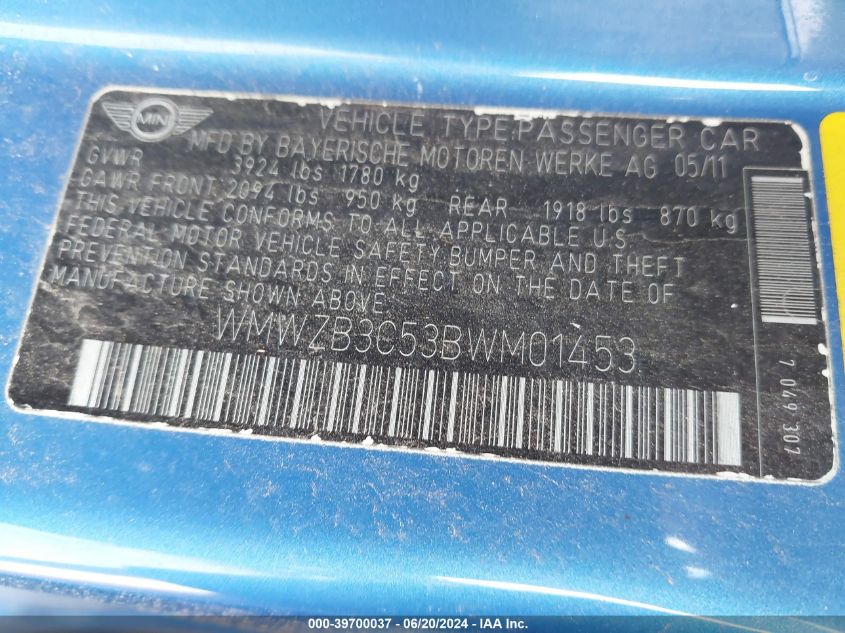 MINI
VEHICLE TYPE:PASSENGER CAR
MFD BY BAYERISCHE MOTOREN WERKE AG 05/11
GVWR 3924 lbs 1780 kg
GAWR FRONT 2094 lbs 950 kg REAR 1918 lbs 870 kg
THIS VEHICLE CONFORMS TO ALL APPLICABLE U.S
FEDERAL MOTOR VEHICLE SAFETY,BUMPER AND THEFT
PREVENTION STANDARDS IN EFFECT ON THE DATE OF
MANUFACTURE SHOWN ABOVE.
WMWZB3C53BWM01453
7 049 307
000-39700037 - 06/20/2024 - IAA Inc.